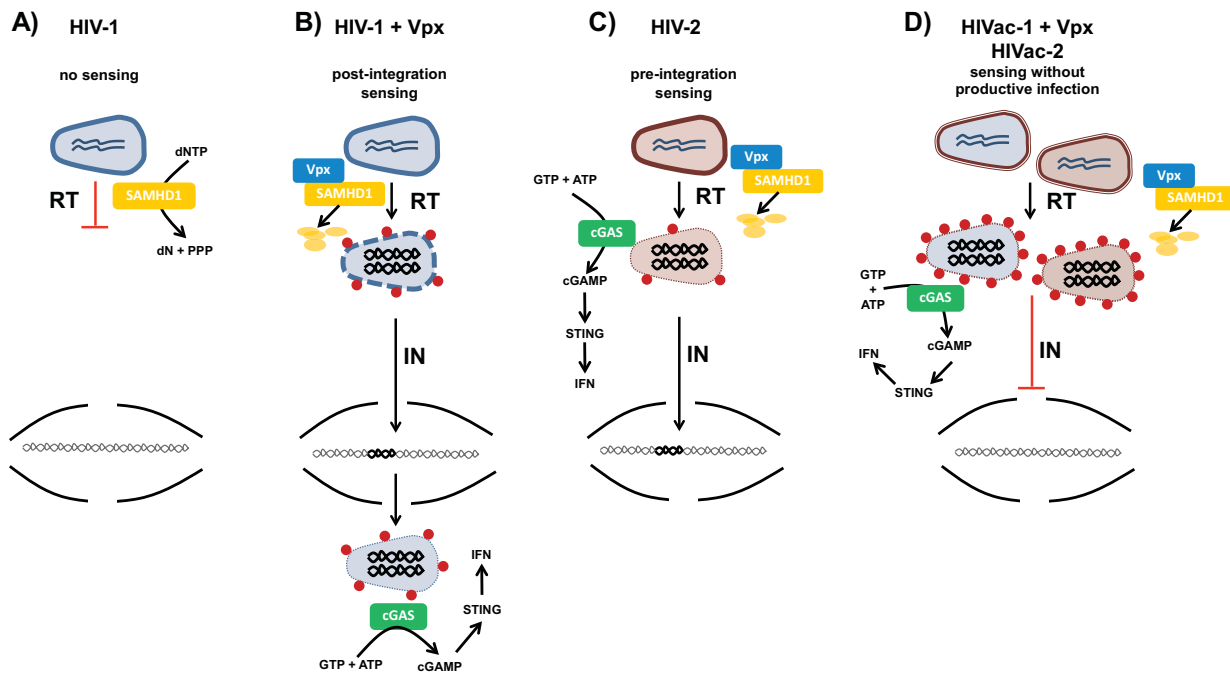 A)
HIV-1
no sensing
dNTP
RT
SAMHD1
dN + PPP
B)
HIV-1 + Vpx
post-integration
sensing
Vpx
SAMHD1
RT
IN
cGAS
GTP + ATP
cGAMP
STING
IFN
C)
HIV-2
pre-integration
sensing
Vpx
SAMHD1
GTP + ATP
RT
cGAS
cGAMP
STING
IFN
IN
D)
HIVac-1 + Vpx
HIVac-2
sensing without
productive infection
Vpx
SAMHD1
RT
GTP
+
ATP
cGAS
cGAMP
IFN
STING
IN